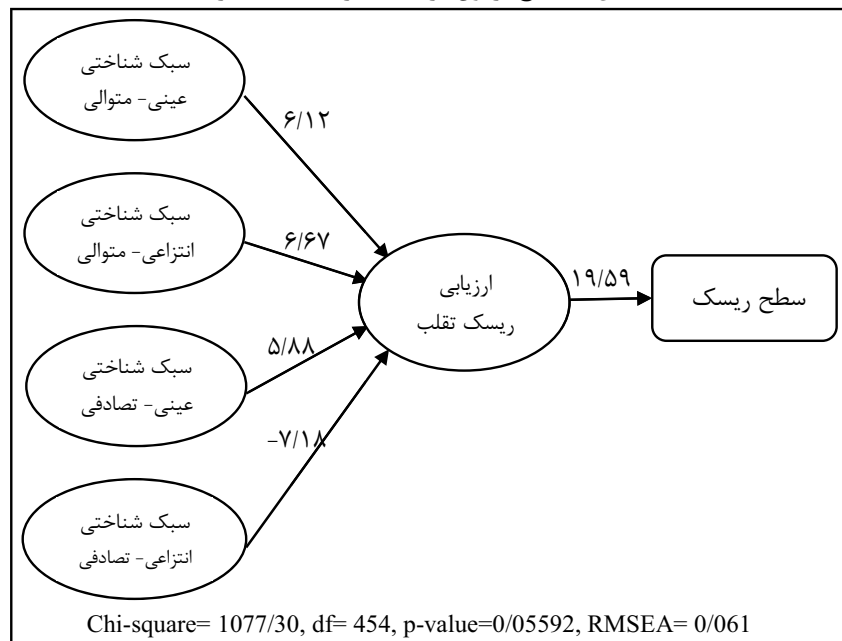 سبک شناختی
عینی- متوالی
۶/۱۲
سبک شناختی
انتزاعی- متوالی
۶/۶۷
ارزیابی
ریسک تقلب
۱۹/۵۹
سطح ریسک
سبک شناختی
عینی- تصادفی
۵/۸۸
سبک شناختی
انتزاعی- تصادفی
-۷/۱۸
Chi-square= 1077/30, df= 454, p-value=0/05592, RMSEA= 0/061